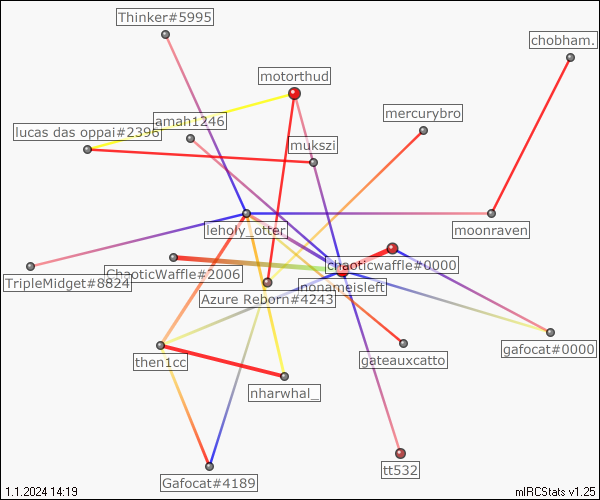 Thinker#5995
chobham.
motorthud
mercurybro
amah1246
lucas das oppai#2396
mukszi
leholy_otter
moonraven
chaoticwaffle#0000
ChaoticWaffle#2006
TripleMidget#8824
nonameisleft
Azure Reborn#4243
gafocat#0000
then1cc
gateauxcatto
nharwhal_
tt532
Gafocat#4189
1.1.2024 14:19
mIRCStats v1.25